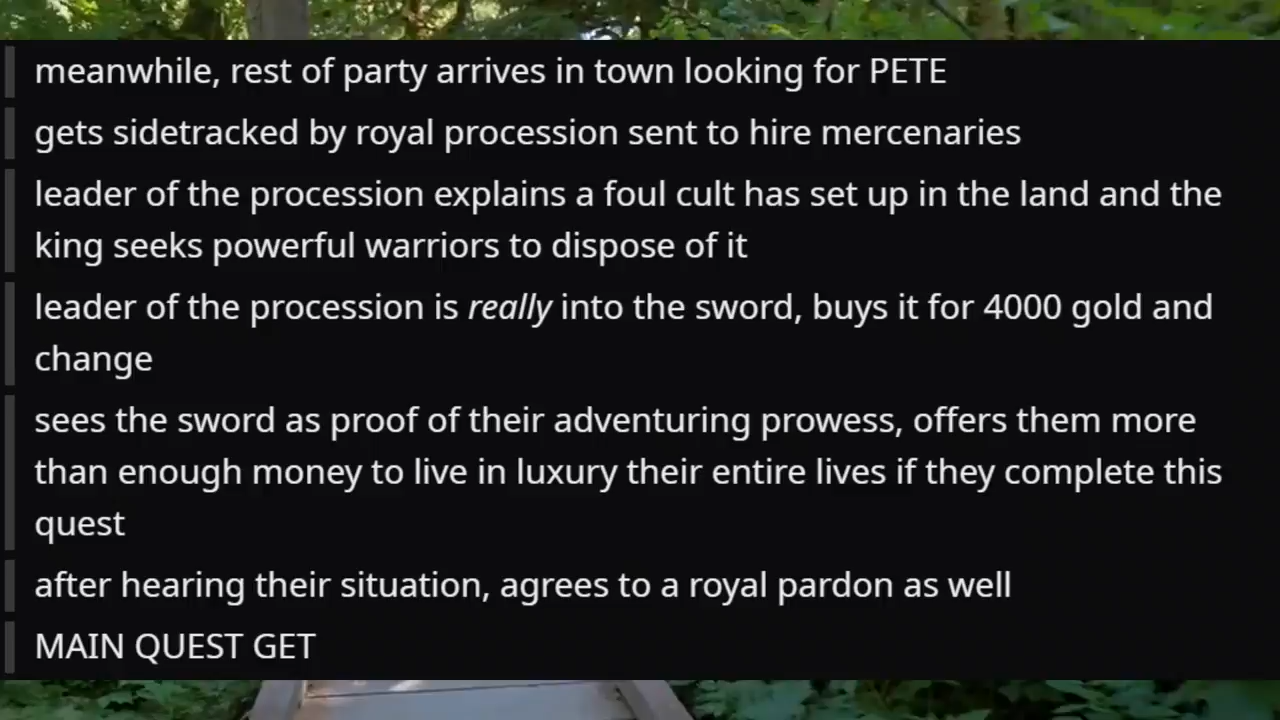 meanwhile, rest of party arrives in town looking for PETE
gets sidetracked by royal procession sent to hire mercenaries
leader of the procession explains a foul cult has set up in the land and the
king seeks powerful warriors to dispose of it
leader of the procession is really into the sword, buys it for 4000 gold and
change
sees the sword as proof of their adventuring prowess, offers them more
than enough money to live in luxury their entire lives if they complete this
quest
after hearing their situation, agrees to a royal pardon as well
MAIN QUEST GET